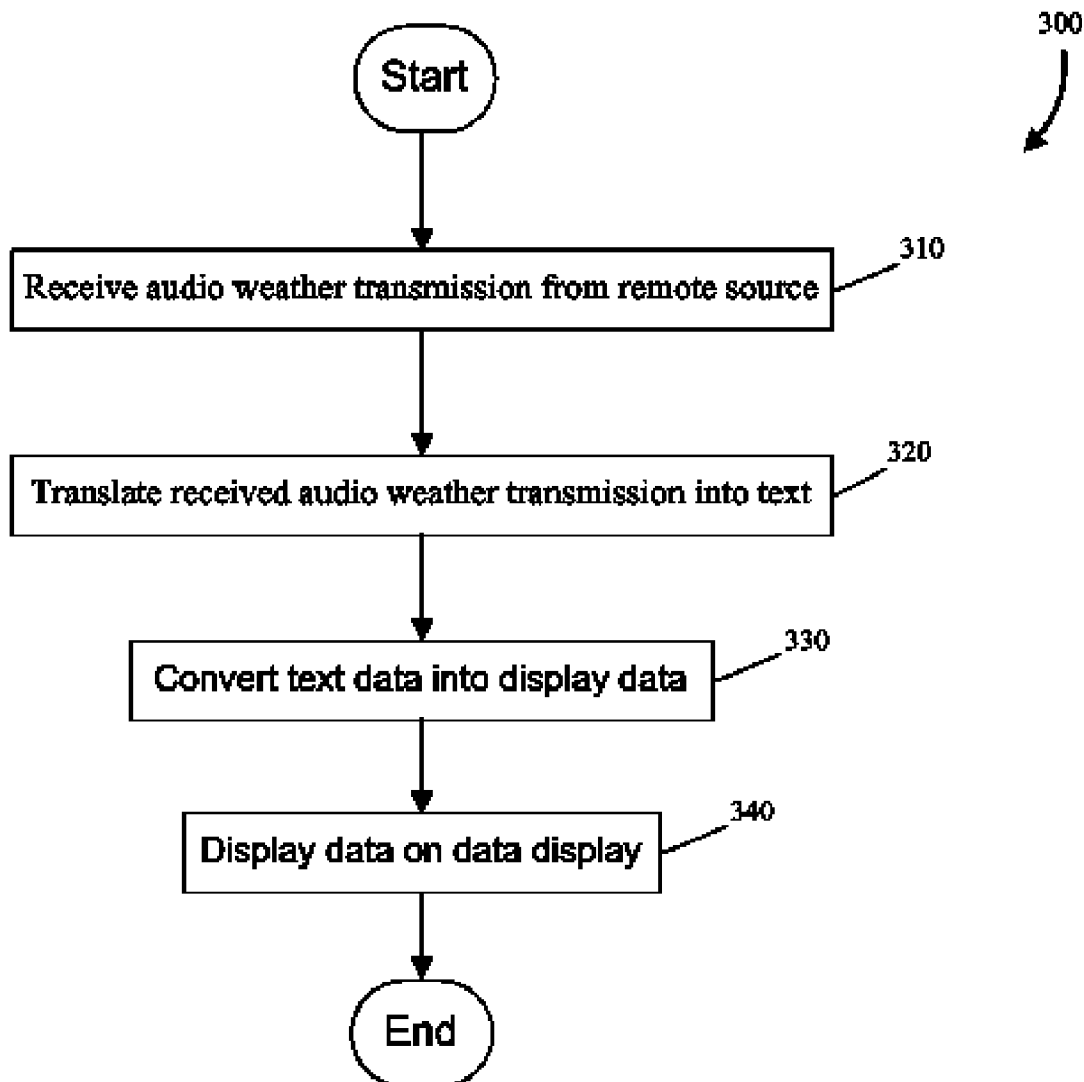 300
Start
310
Receive audio weather transmission from remote source
320
Translate received audio weather transmission into text
330
Convert text data into display data
340
Display data on data display
End